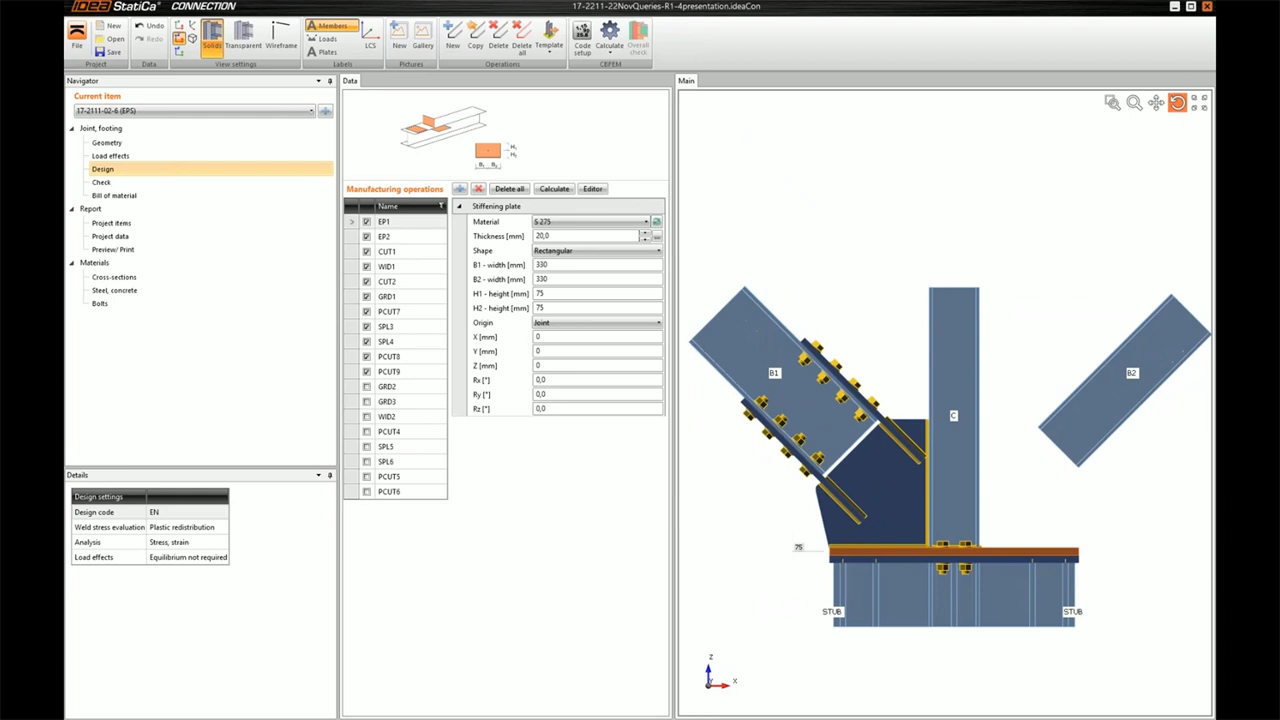 IDEA StatiCa CONNECTION
17-2211-22NovQueries-R1-4presentation.ideaCon
File
New
Open
Save
Project
Undo
Redo
Data
Solids
Transparent
Wireframe
View settings
Members
Loads
Plates
LCS
Labels
New
Gallery
Pictures
New
Copy
Delete
Delete all
Template
Operations
Code setup
Calculate
Overall check
CBFEM
Navigator
Current item
17-2111-02-6 (EPS)
Joint, footing
Geometry
Load effects
Design
Check
Bill of material
Report
Project items
Project data
Preview/ Print
Materials
Cross-sections
Steel, concrete
Bolts
Details
Design settings
Design code EN
Weld stress evaluation Plastic redistribution
Analysis Stress, strain
Load effects Equilibrium not required
Data
H₁
H₂
B₁ B₂
Manufacturing operations
Delete all
Calculate
Editor
Name
EP1
EP2
CUT1
WID1
CUT2
GRD1
PCUT7
SPL3
SPL4
PCUT8
PCUT9
GRD2
GRD3
WID2
PCUT4
SPL5
SPL6
PCUT5
PCUT6
Stiffening plate
Material S 275
Thickness [mm] 20,0
Shape Rectangular
B1 - width [mm] 330
B2 - width [mm] 330
H1 - height [mm] 75
H2 - height [mm] 75
Origin Joint
X [mm] 0
Y [mm] 0
Z [mm] 0
Rx [°] 0,0
Ry [°] 0,0
Rz [°] 0,0
Main
B1
C
B2
75
STUB
STUB
Z
Y
X